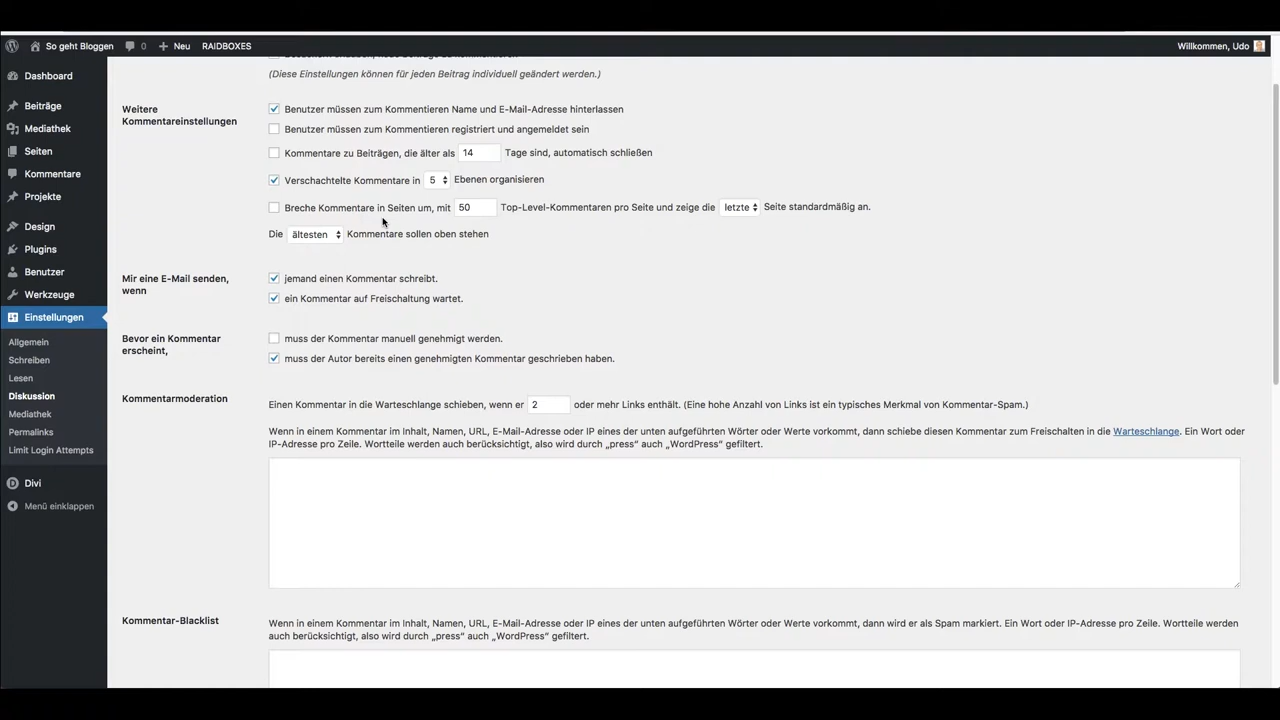 So geht Bloggen 0 Neu RAIDBOXES Willkommen, Udo
Dashboard
Beiträge
Mediathek
Seiten
Kommentare
Projekte
Design
Plugins
Benutzer
Werkzeuge
Einstellungen
Allgemein
Schreiben
Lesen
Diskussion
Mediathek
Permalinks
Limit Login Attempts
Divi
Menü einklappen
(Diese Einstellungen können für jeden Beitrag individuell geändert werden.)
Weitere
Kommentareinstellungen
Benutzer müssen zum Kommentieren Name und E-Mail-Adresse hinterlassen
Benutzer müssen zum Kommentieren registriert und angemeldet sein
Kommentare zu Beiträgen, die älter als 14 Tage sind, automatisch schließen
Verschachtelte Kommentare in 5 Ebenen organisieren
Breche Kommentare in Seiten um, mit 50 Top-Level-Kommentaren pro Seite und zeige die letzte Seite standardmäßig an.
Die ältesten Kommentare sollen oben stehen
Mir eine E-Mail senden,
wenn
jemand einen Kommentar schreibt.
ein Kommentar auf Freischaltung wartet.
Bevor ein Kommentar
erscheint,
muss der Kommentar manuell genehmigt werden.
muss der Autor bereits einen genehmigten Kommentar geschrieben haben.
Kommentarmoderation
Einen Kommentar in die Warteschlange schieben, wenn er 2 oder mehr Links enthält. (Eine hohe Anzahl von Links ist ein typisches Merkmal von Kommentar-Spam.)
Wenn in einem Kommentar im Inhalt, Namen, URL, E-Mail-Adresse oder IP eines der unten aufgeführten Wörter oder Werte vorkommt, dann schiebe diesen Kommentar zum Freischalten in die Warteschlange. Ein Wort oder
IP-Adresse pro Zeile. Wortteile werden auch berücksichtigt, also wird durch „press“ auch „WordPress“ gefiltert.
Kommentar-Blacklist
Wenn in einem Kommentar im Inhalt, Namen, URL, E-Mail-Adresse oder IP eines der unten aufgeführten Wörter oder Werte vorkommt, dann wird er als Spam markiert. Ein Wort oder IP-Adresse pro Zeile. Wortteile werden
auch berücksichtigt, also wird durch „press“ auch „WordPress“ gefiltert.